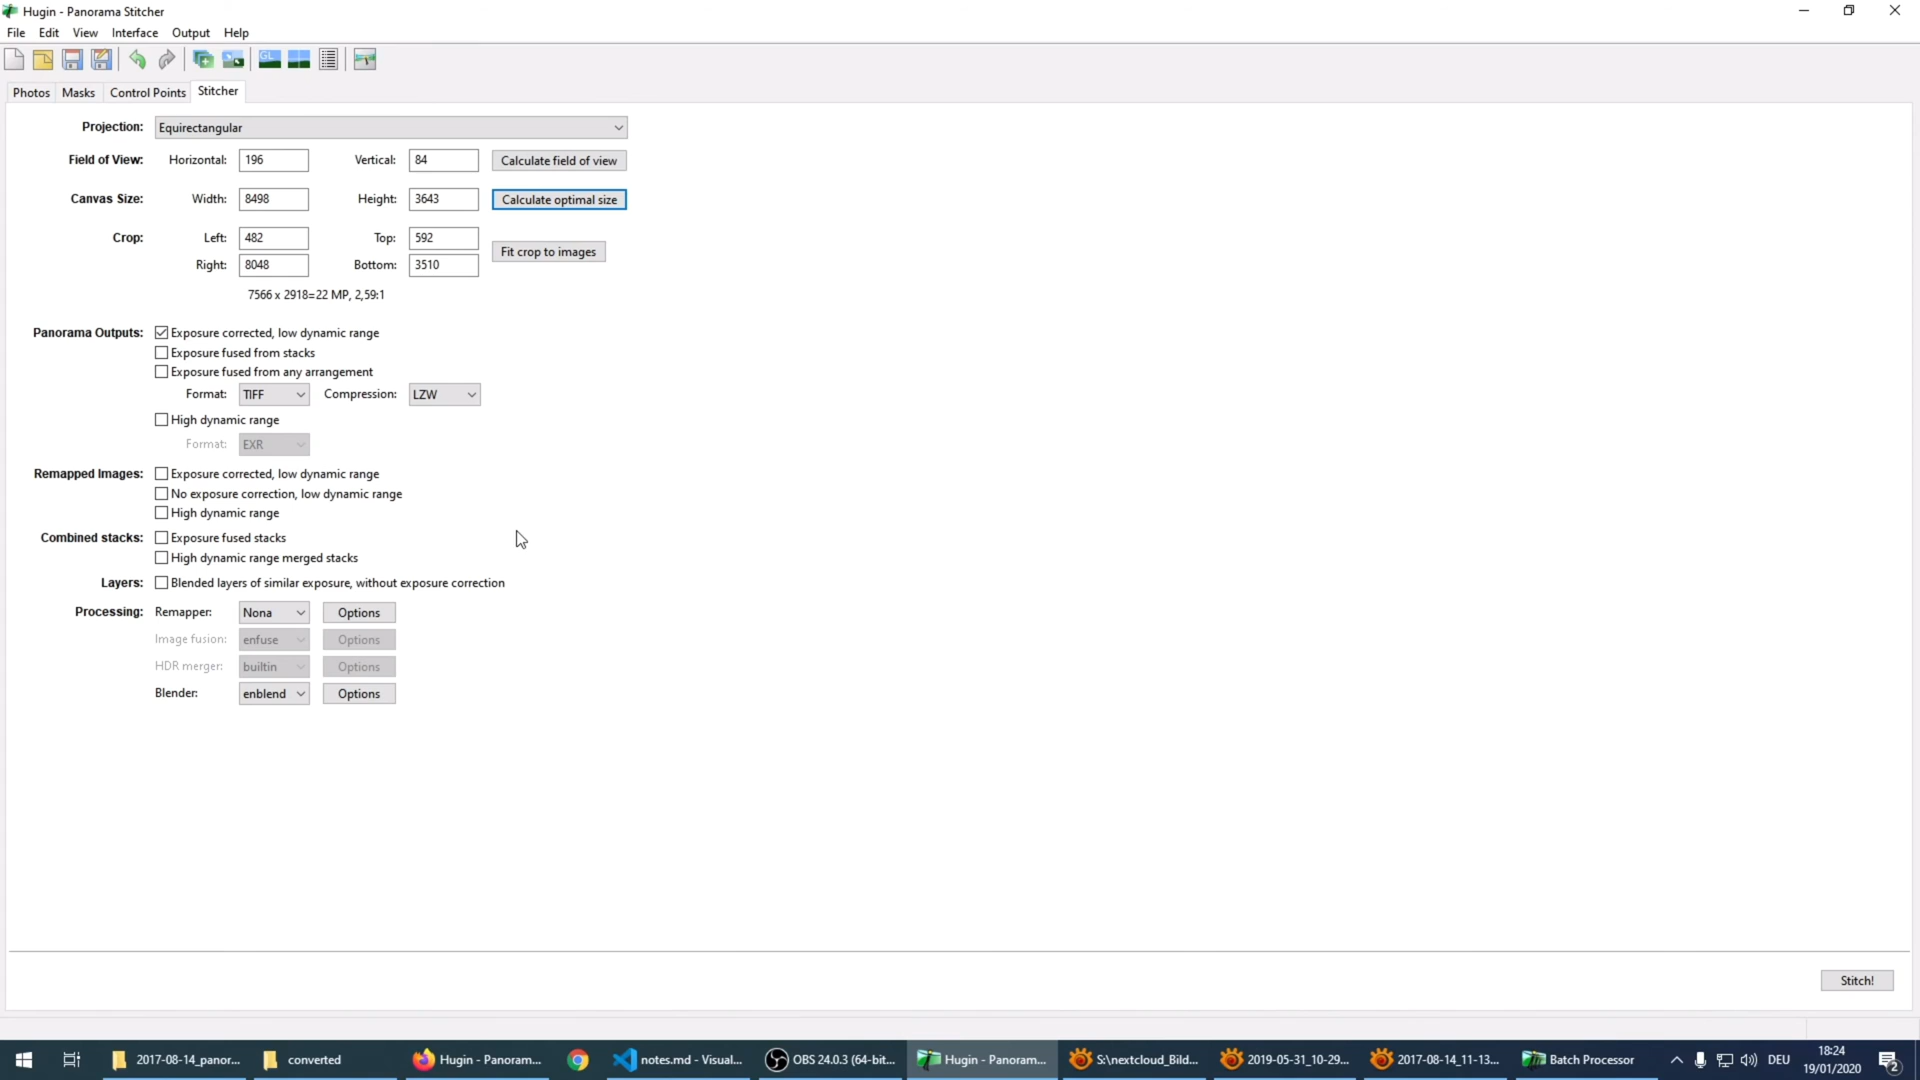 Hugin - Panorama Stitcher
File Edit View Interface Output Help
GL
Photos Masks Control Points Stitcher
Projection: Equirectangular
Field of View: Horizontal: 196 Vertical: 84 Calculate field of view
Canvas Size: Width: 8498 Height: 3643 Calculate optimal size
Crop: Left: 482 Top: 592
Fit crop to images
Right: 8048 Bottom: 3510
7566 x 2918=22 MP, 2,59:1
Panorama Outputs: Exposure corrected, low dynamic range
Exposure fused from stacks
Exposure fused from any arrangement
Format: TIFF Compression: LZW
High dynamic range
Format: EXR
Remapped Images: Exposure corrected, low dynamic range
No exposure correction, low dynamic range
High dynamic range
Combined stacks: Exposure fused stacks
High dynamic range merged stacks
Layers: Blended layers of similar exposure, without exposure correction
Processing: Remapper: Nona Options
Image fusion: enfuse Options
HDR merger: builtin Options
Blender: enblend Options
Stitch!
2017-08-14_panor... converted Hugin - Panoram... notes.md - Visual... OBS 24.0.3 (64-bit... Hugin - Panoram... S:\nextcloud_Bild... 2019-05-31_10-29... 2017-08-14_11-13... Batch Processor DEU 18:24
19/01/2020 2